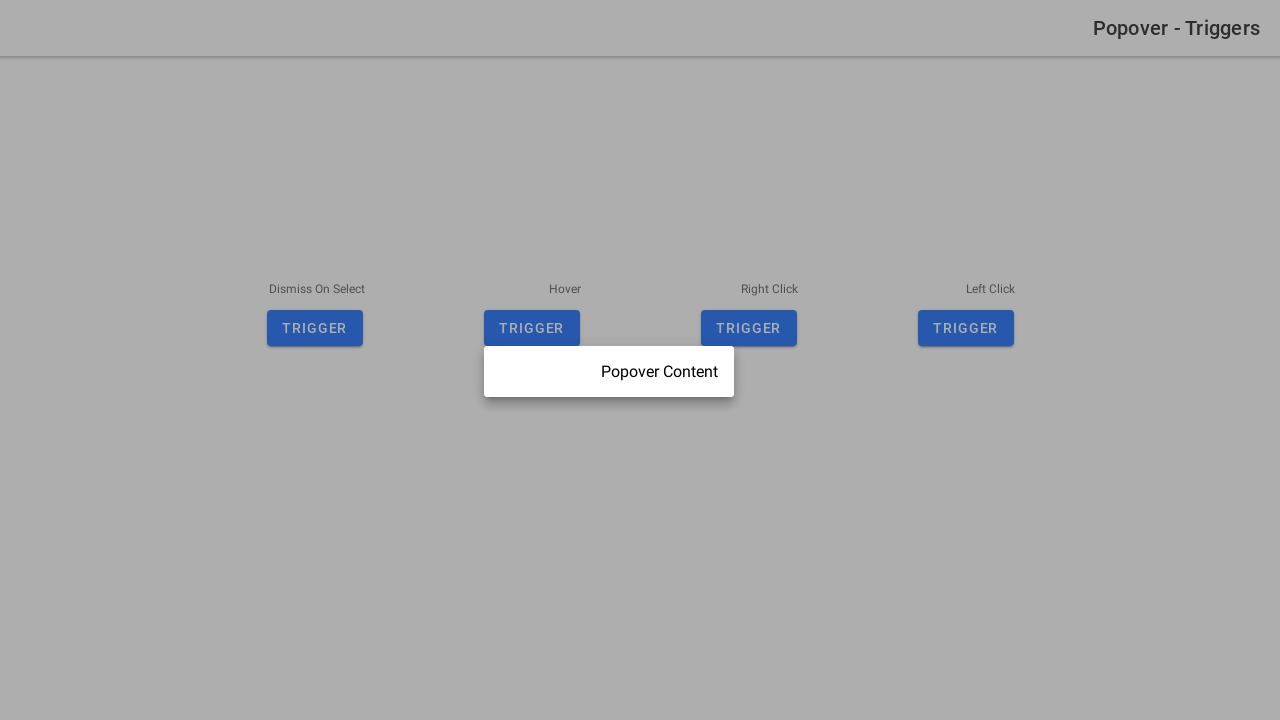 Popover - Triggers
Dismiss On Select
TRIGGER
Hover
TRIGGER
Right Click
TRIGGER
Left Click
TRIGGER
Popover Content